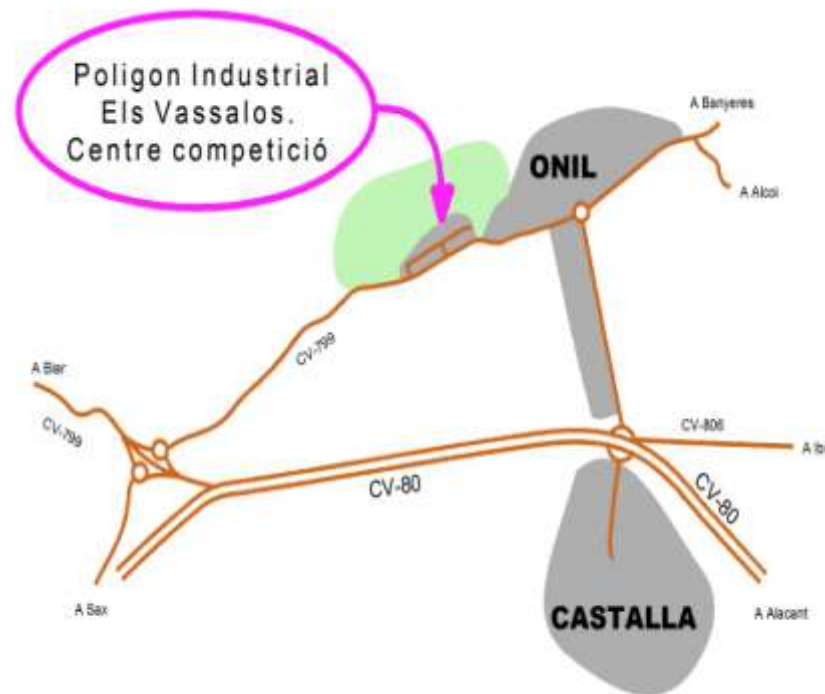 Poligon Industrial
Els Vassalos.
Centre competició
A Banyeres
ONIL
A Alcoi
CV-799
A Biar
CV-799
CV-806
A Ib
CV-80
CV-80
A Sax
CASTALLA
A Alacant